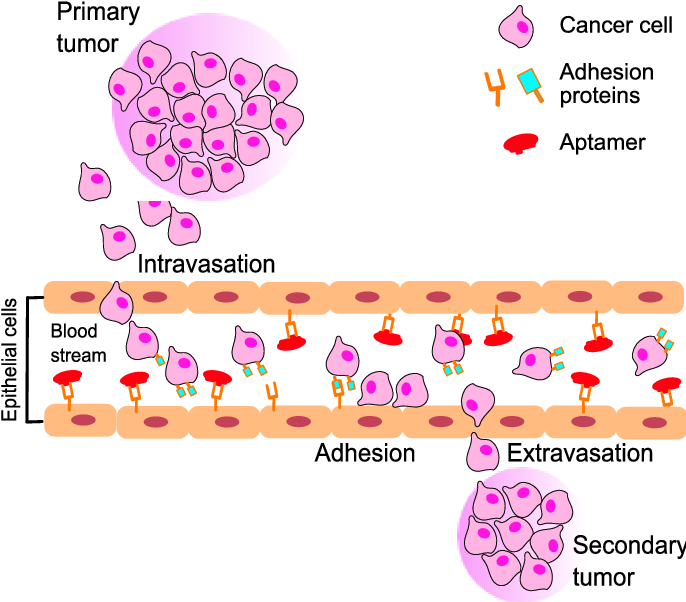 Primary
tumor
Cancer cell
Adhesion
proteins
Aptamer
Intravasation
Epithelial cells
Blood
stream
Adhesion
Extravasation
Secondary
tumor